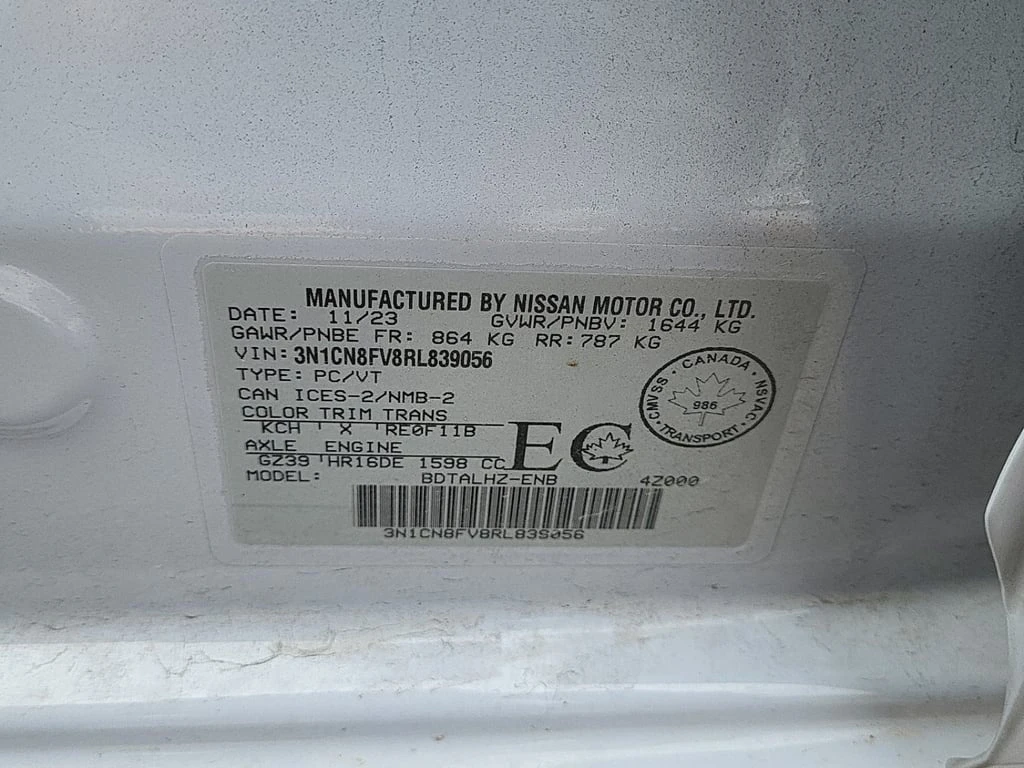 MANUFACTURED BY NISSAN MOTOR CO., LTD.
DATE: 11/23 GVWR/PNBV: 1644 KG
GAWR/PNBE FR: 864 KG RR: 787 KG
VIN: 3N1CN8FV8RL839056
TYPE: PC/VT
CAN ICES-2/NMB-2
COLOR TRIM TRANS
KCH X RE0F11B
AXLE ENGINE
GZ39 HR16DE 1598 CC
EC
CANADA
CMVSS 986 NSVAC
TRANSPORT
MODEL: BDTALHZ-ENB 4Z000
3N1CN8FV8RL839056